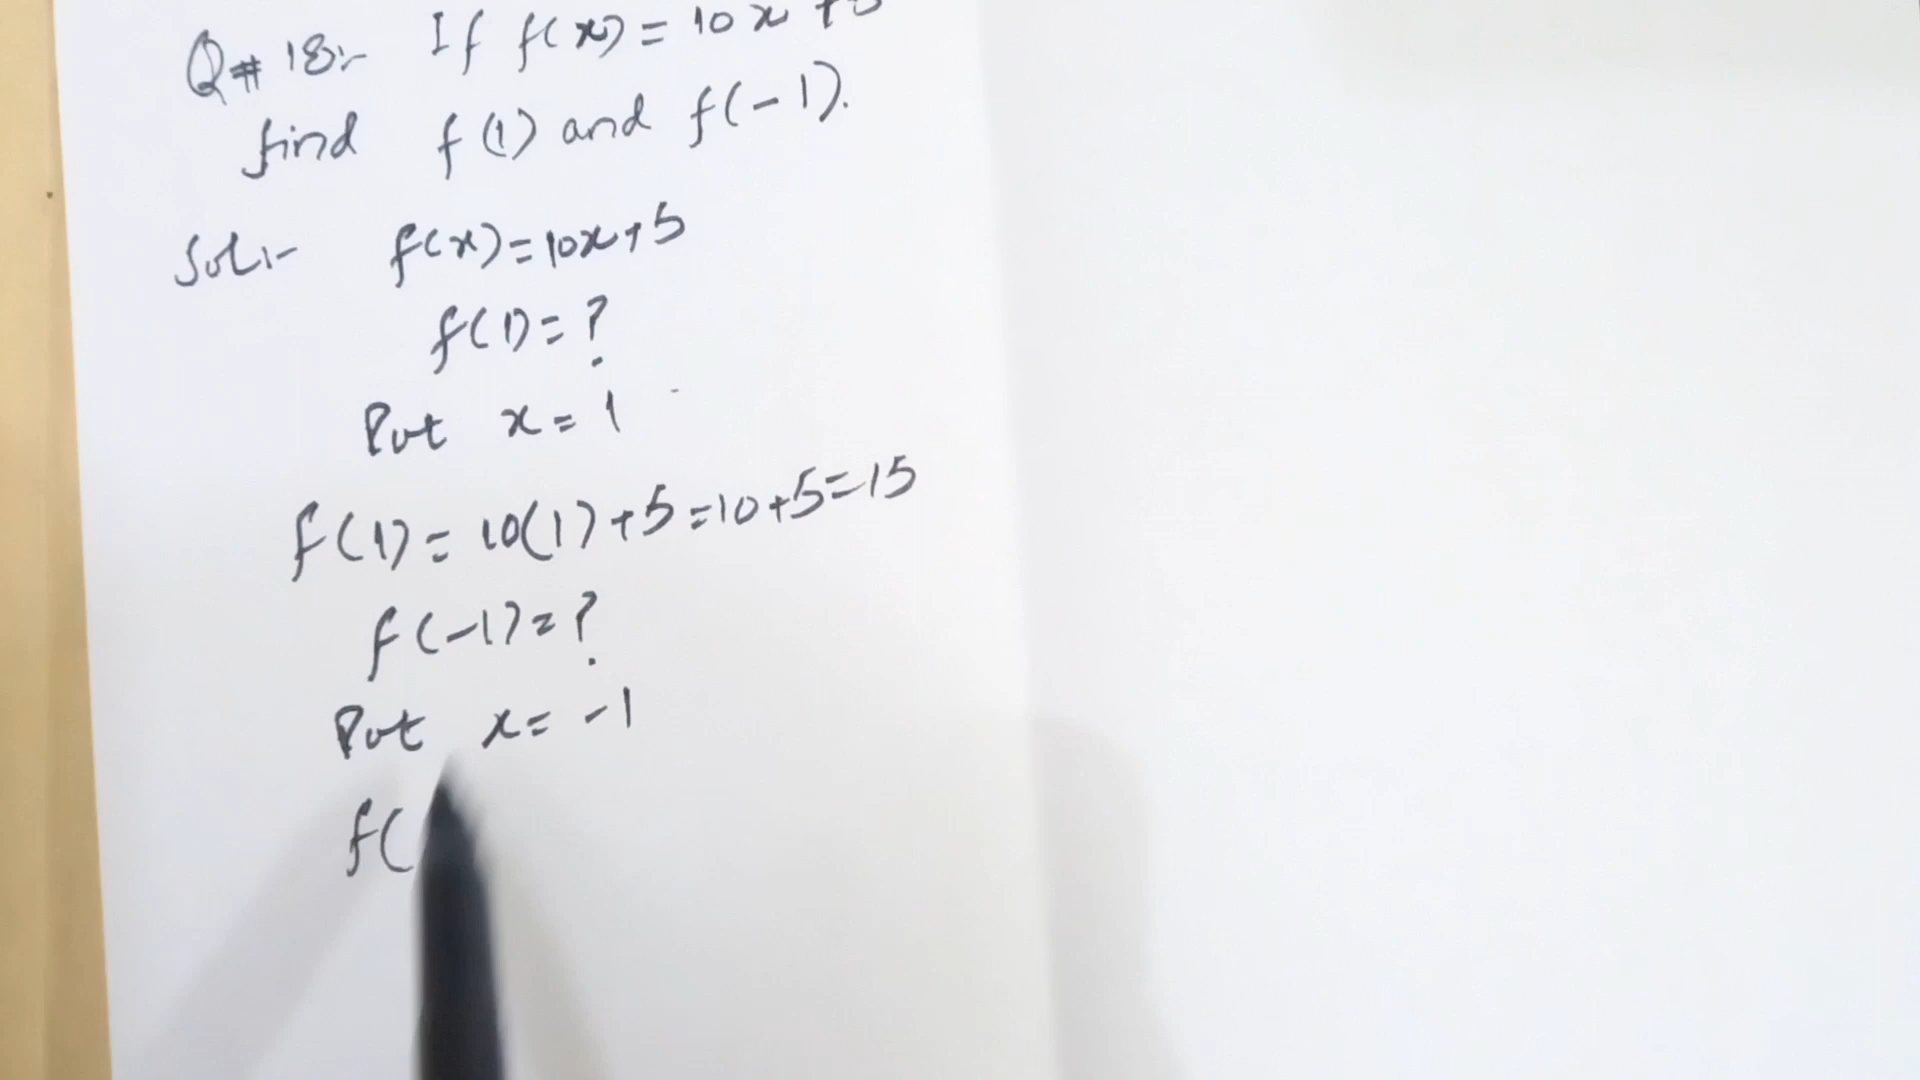 Q# 18:- If f(x) = 10x + 5
find f(1) and f(-1).
Sol:- f(x)=10x+5
f(1)=?
Put x = 1
f(1) = 10(1)+5=10+5=15
f(-1)=?
Put x= -1
f(